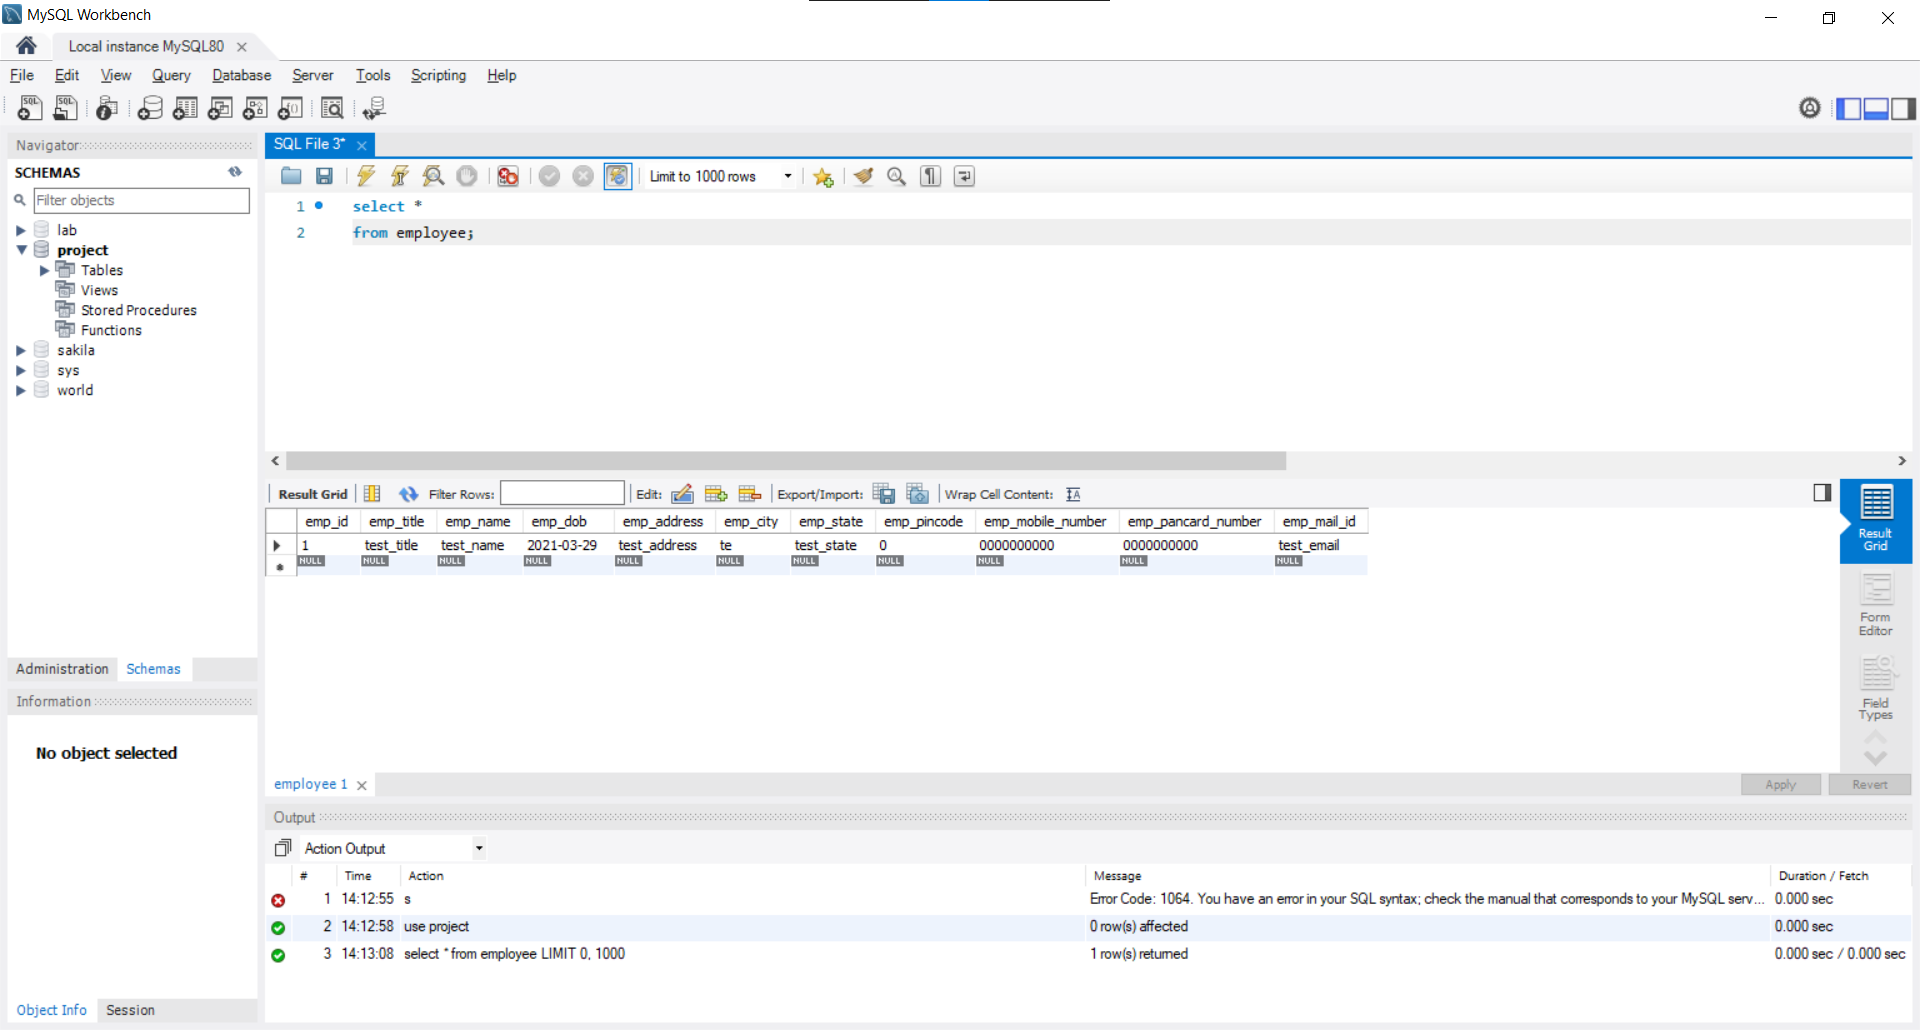 MySQL Workbench
Local instance MySQL80
File Edit View Query Database Server Tools Scripting Help
Navigator
SCHEMAS
Filter objects
lab
project
Tables
Views
Stored Procedures
Functions
sakila
sys
world
Administration Schemas
Information
No object selected
Object Info Session
SQL File 3*
Limit to 1000 rows
1 select *
2 from employee;
Result Grid Filter Rows: Edit: Export/Import: Wrap Cell Content:
emp_id emp_title emp_name emp_dob emp_address emp_city emp_state emp_pincode emp_mobile_number emp_pancard_number emp_mail_id
1 test_title test_name 2021-03-29 test_address te test_state 0 0000000000 0000000000 test_email
NULL NULL NULL NULL NULL NULL NULL NULL NULL NULL NULL
Result
Grid
Form
Editor
Field
Types
employee 1
Apply Revert
Output
Action Output
# Time Action Message Duration / Fetch
1 14:12:55 s Error Code: 1064. You have an error in your SQL syntax; check the manual that corresponds to your MySQL serv... 0.000 sec
2 14:12:58 use project 0 row(s) affected 0.000 sec
3 14:13:08 select * from employee LIMIT 0, 1000 1 row(s) returned 0.000 sec / 0.000 sec